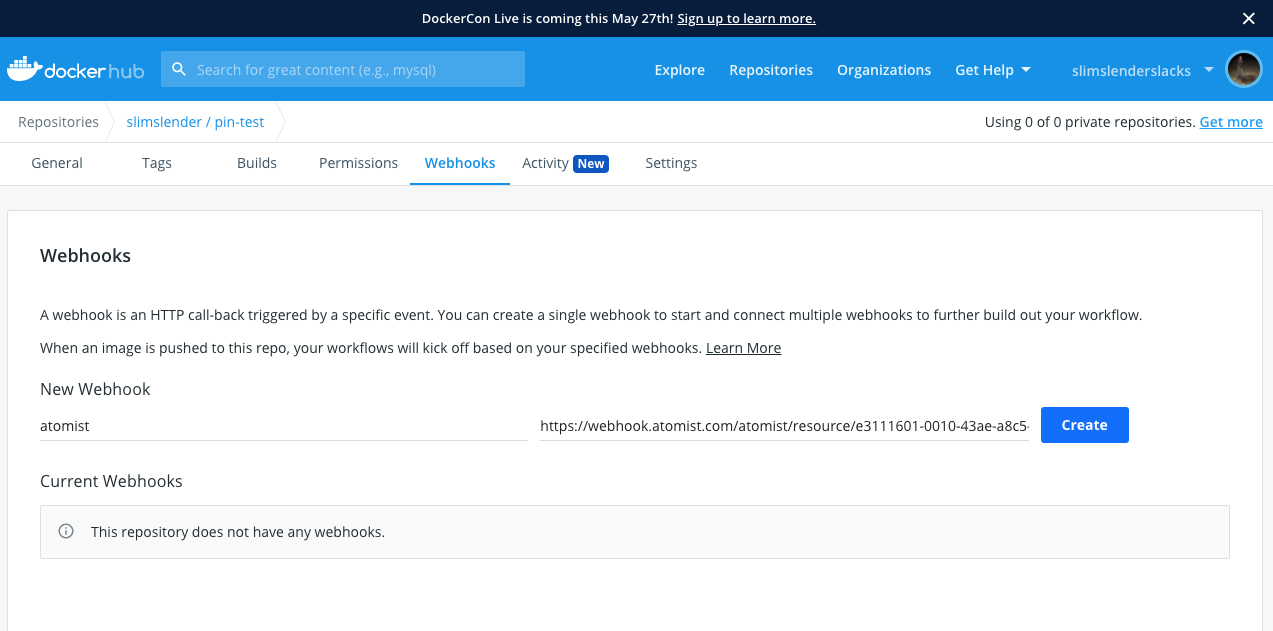 DockerCon Live is coming this May 27th! Sign up to learn more.
docker hub
Search for great content (e.g., mysql)
Explore
Repositories
Organizations
Get Help
slimslenderslacks
Repositories
slimslender / pin-test
Using 0 of 0 private repositories. Get more
General
Tags
Builds
Permissions
Webhooks
Activity New
Settings
Webhooks
A webhook is an HTTP call-back triggered by a specific event. You can create a single webhook to start and connect multiple webhooks to further build out your workflow.
When an image is pushed to this repo, your workflows will kick off based on your specified webhooks. Learn More
New Webhook
atomist
https://webhook.atomist.com/atomist/resource/e3111601-0010-43ae-a8c5-
Create
Current Webhooks
This repository does not have any webhooks.